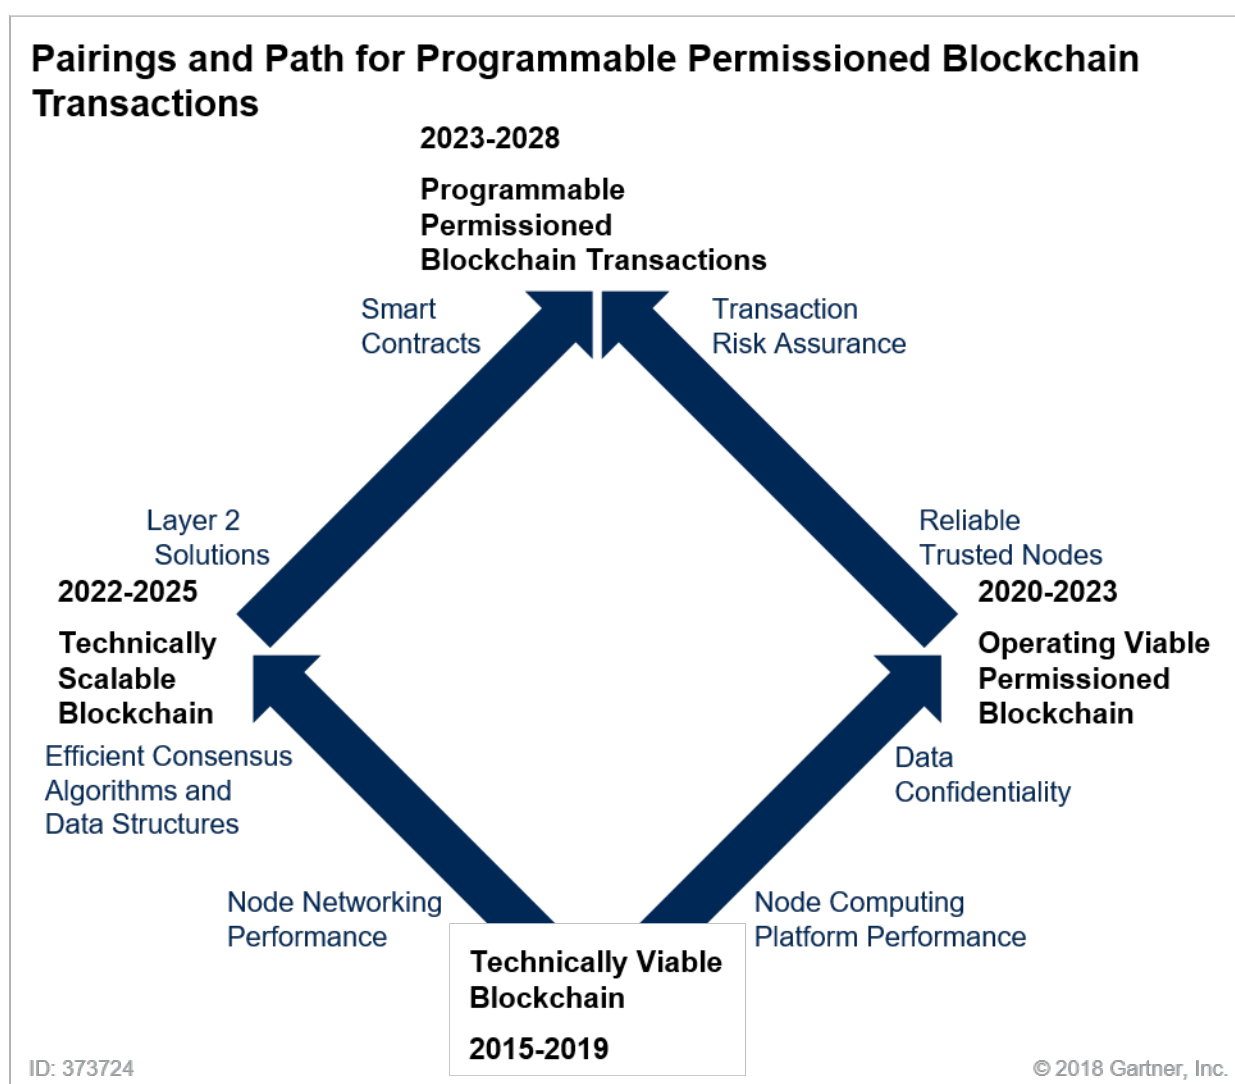 Pairings and Path for Programmable Permissioned Blockchain
Transactions
2023-2028
Programmable
Permissioned
Blockchain Transactions
Smart
Contracts
Transaction
Risk Assurance
Layer 2
Solutions
Reliable
Trusted Nodes
2022-2025
Technically
Scalable
Blockchain
2020-2023
Operating Viable
Permissioned
Blockchain
Efficient Consensus
Algorithms and
Data Structures
Data
Confidentiality
Node Networking
Performance
Node Computing
Platform Performance
Technically Viable
Blockchain
2015-2019
ID: 373724
© 2018 Gartner, Inc.